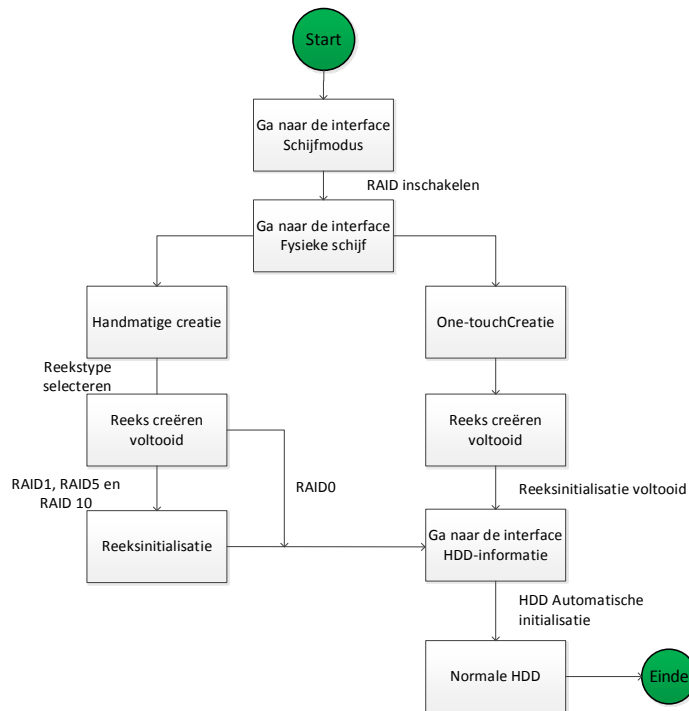 Start
Ga naar de interface
Schijfmodus
RAID inschakelen
Ga naar de interface
Fysieke schijf
Handmatige creatie
One-touchCreatie
Reekstype
selecteren
Reeks creëren
voltooid
Reeks creëren
voltooid
RAID1, RAID5 en
RAID 10
RAID0
Reeksinitialisatie voltooid
Reeksinitialisatie
Ga naar de interface
HDD-informatie
HDD Automatische
initialisatie
Normale HDD
Einde